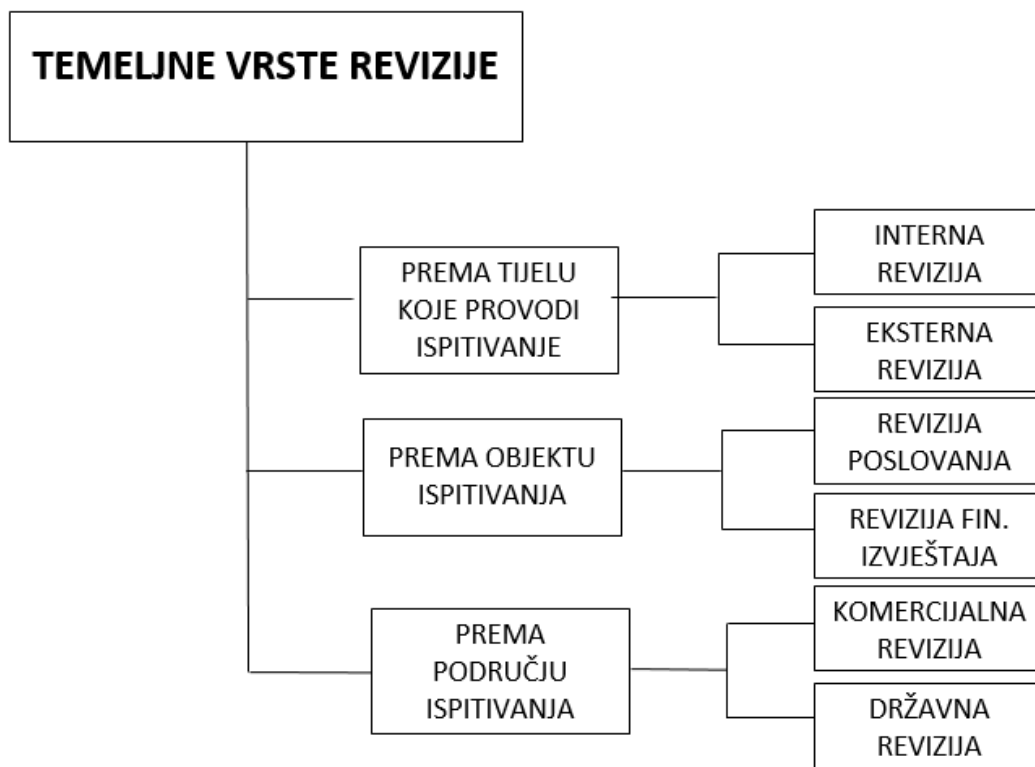 TEMELJNE VRSTE REVIZIJE
PREMA TIJELU
KOJE PROVODI
ISPITIVANJE
INTERNA
REVIZIJA
EKSTERNA
REVIZIJA
PREMA OBJEKTU
ISPITIVANJA
REVIZIJA
POSLOVANJA
REVIZIJA FIN.
IZVJEŠTAJA
PREMA
PODRUČJU
ISPITIVANJA
KOMERCIJALNA
REVIZIJA
DRŽAVNA
REVIZIJA